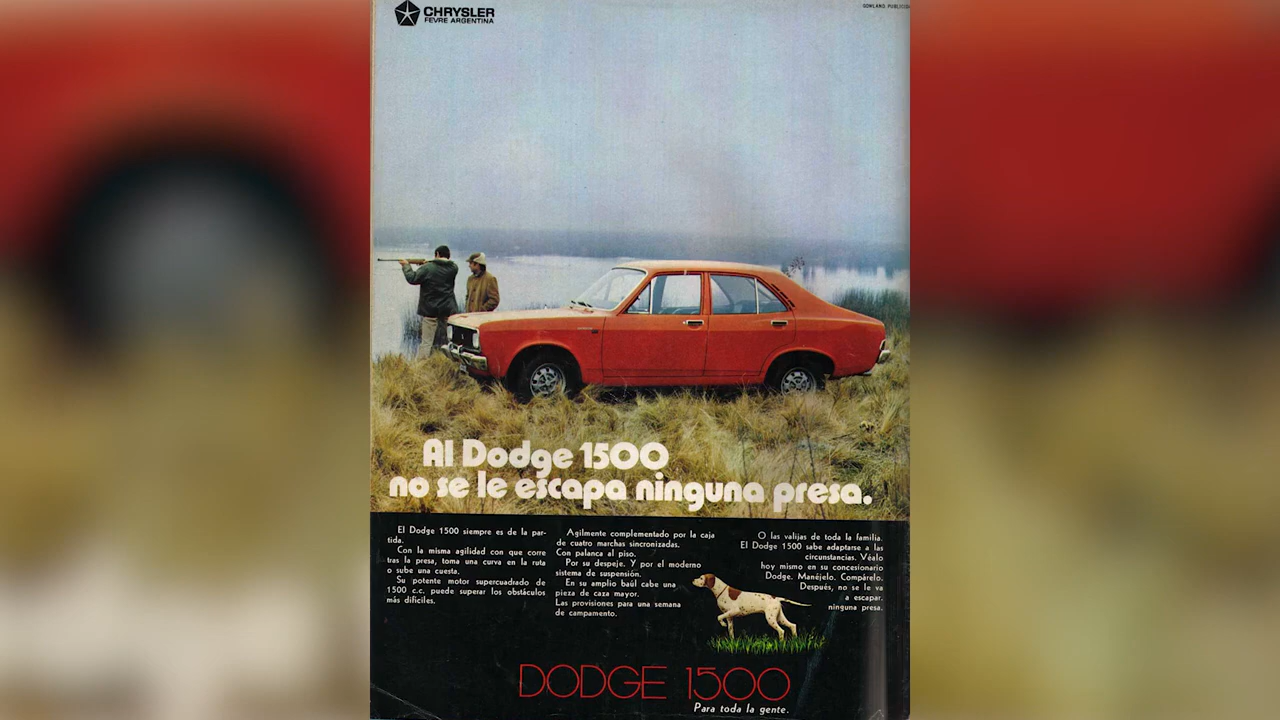 CHRYSLER
FEVRE ARGENTINA
Al Dodge 1500
no se le escapa ninguna presa.
El Dodge 1500 siempre es de la par-
tida.
Con la misma agilidad con que corre
tras la presa, toma una curva en la ruta
o sube una cuesta.
Su potente motor supercuadrado de
1500 c.c. puede superar los obstáculos
más difíciles.
Agilmente complementado por la caja
de cuatro marchas sincronizadas.
Con palanca al piso.
Por su despeje. Y por el moderno
sistema de suspensión.
En su amplio baúl cabe una
pieza de caza mayor.
Las provisiones para una semana
de campamento.
O las valijas de toda la familia.
El Dodge 1500 sabe adaptarse a las
circunstancias. Véalo
hoy mismo en su concesionario
Dodge. Manéjelo. Compárelo.
Después, no se le va
a escapar.
ninguna presa.
DODGE 1500
Para toda la gente.